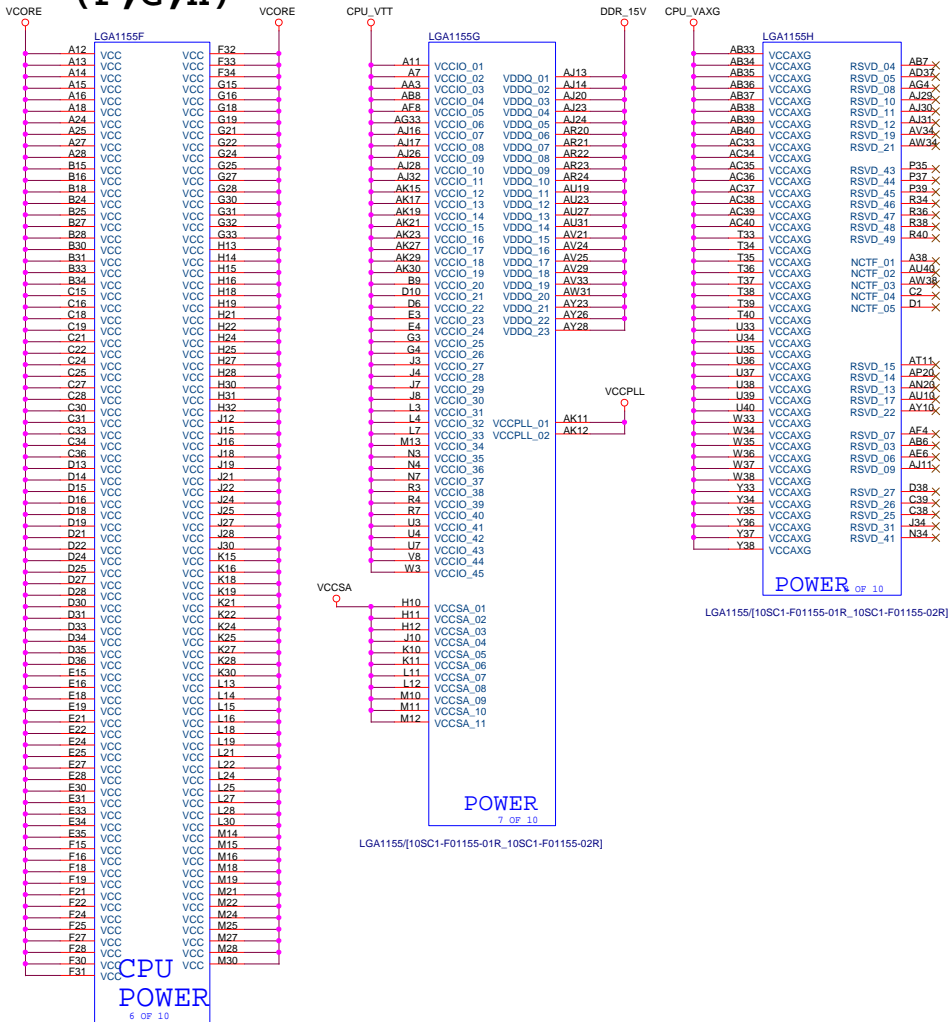 (F,G,H)
VCORE VCORE CPU_VTT DDR_15V CPU_VAXG
LGA1155F
A12 VCC VCC F32
A13 VCC VCC F33
A14 VCC VCC F34
A15 VCC VCC G15
A16 VCC VCC G16
A18 VCC VCC G18
A24 VCC VCC G19
A25 VCC VCC G21
A27 VCC VCC G22
A28 VCC VCC G24
B15 VCC VCC G25
B16 VCC VCC G27
B18 VCC VCC G28
B24 VCC VCC G30
B25 VCC VCC G31
B27 VCC VCC G32
B28 VCC VCC G33
B30 VCC VCC H13
B31 VCC VCC H14
B33 VCC VCC H15
B34 VCC VCC H16
C15 VCC VCC H18
C16 VCC VCC H19
C18 VCC VCC H21
C19 VCC VCC H22
C21 VCC VCC H24
C22 VCC VCC H25
C24 VCC VCC H27
C25 VCC VCC H28
C27 VCC VCC H30
C28 VCC VCC H31
C30 VCC VCC H32
C31 VCC VCC J12
C33 VCC VCC J15
C34 VCC VCC J16
C36 VCC VCC J18
D13 VCC VCC J19
D14 VCC VCC J21
D15 VCC VCC J22
D16 VCC VCC J24
D18 VCC VCC J25
D19 VCC VCC J27
D21 VCC VCC J28
D22 VCC VCC J30
D24 VCC VCC K15
D25 VCC VCC K16
D27 VCC VCC K18
D28 VCC VCC K19
D30 VCC VCC K21
D31 VCC VCC K22
D33 VCC VCC K24
D34 VCC VCC K25
D35 VCC VCC K27
D36 VCC VCC K28
E15 VCC VCC K30
E16 VCC VCC L13
E18 VCC VCC L14
E19 VCC VCC L15
E21 VCC VCC L16
E22 VCC VCC L18
E24 VCC VCC L19
E25 VCC VCC L21
E27 VCC VCC L22
E28 VCC VCC L24
E30 VCC VCC L25
E31 VCC VCC L27
E33 VCC VCC L28
E34 VCC VCC L30
E35 VCC VCC M14
F15 VCC VCC M15
F16 VCC VCC M16
F18 VCC VCC M18
F19 VCC VCC M19
F21 VCC VCC M21
F22 VCC VCC M22
F24 VCC VCC M24
F25 VCC VCC M25
F27 VCC VCC M27
F28 VCC VCC M28
F30 VCC VCC M30
F31 VCC
CPU
POWER
6 OF 10
LGA1155G
A11 VCCIO_01
A7 VCCIO_02 VDDQ_01 AJ13
AA3 VCCIO_03 VDDQ_02 AJ14
AB8 VCCIO_04 VDDQ_03 AJ20
AF8 VCCIO_05 VDDQ_04 AJ23
AG33 VCCIO_06 VDDQ_05 AJ24
AJ16 VCCIO_07 VDDQ_06 AR20
AJ17 VCCIO_08 VDDQ_07 AR21
AJ26 VCCIO_09 VDDQ_08 AR22
AJ28 VCCIO_10 VDDQ_09 AR23
AJ32 VCCIO_11 VDDQ_10 AR24
AK15 VCCIO_12 VDDQ_11 AU19
AK17 VCCIO_13 VDDQ_12 AU23
AK19 VCCIO_14 VDDQ_13 AU27
AK21 VCCIO_15 VDDQ_14 AU31
AK23 VCCIO_16 VDDQ_15 AV21
AK27 VCCIO_17 VDDQ_16 AV24
AK29 VCCIO_18 VDDQ_17 AV25
AK30 VCCIO_19 VDDQ_18 AV29
B9 VCCIO_20 VDDQ_19 AV33
D10 VCCIO_21 VDDQ_20 AW31
D6 VCCIO_22 VDDQ_21 AY23
E3 VCCIO_23 VDDQ_22 AY26
E4 VCCIO_24 VDDQ_23 AY28
G3 VCCIO_25
G4 VCCIO_26
J3 VCCIO_27
J4 VCCIO_28
J7 VCCIO_29
J8 VCCIO_30
VCCPLL
L3 VCCIO_31
L4 VCCIO_32 VCCPLL_01 AK11
L7 VCCIO_33 VCCPLL_02 AK12
M13 VCCIO_34
N3 VCCIO_35
N4 VCCIO_36
N7 VCCIO_37
R3 VCCIO_38
R4 VCCIO_39
R7 VCCIO_40
U3 VCCIO_41
U4 VCCIO_42
U7 VCCIO_43
V8 VCCIO_44
W3 VCCIO_45
VCCSA
H10 VCCSA_01
H11 VCCSA_02
H12 VCCSA_03
J10 VCCSA_04
K10 VCCSA_05
K11 VCCSA_06
L11 VCCSA_07
L12 VCCSA_08
M10 VCCSA_09
M11 VCCSA_10
M12 VCCSA_11
POWER
7 OF 10
LGA1155/[10SC1-F01155-01R_10SC1-F01155-02R]
LGA1155H
AB33 VCCAXG
AB34 VCCAXG RSVD_04 AB7
AB35 VCCAXG RSVD_05 AD37
AB36 VCCAXG RSVD_08 AG4
AB37 VCCAXG RSVD_10 AJ29
AB38 VCCAXG RSVD_11 AJ30
AB39 VCCAXG RSVD_12 AJ31
AB40 VCCAXG RSVD_19 AV34
AC33 VCCAXG RSVD_21 AW34
AC34 VCCAXG
AC35 VCCAXG RSVD_43 P35
AC36 VCCAXG RSVD_44 P37
AC37 VCCAXG RSVD_45 P39
AC38 VCCAXG RSVD_46 R34
AC39 VCCAXG RSVD_47 R36
AC40 VCCAXG RSVD_48 R38
T33 VCCAXG RSVD_49 R40
T34 VCCAXG
T35 VCCAXG NCTF_01 A38
T36 VCCAXG NCTF_02 AU40
T37 VCCAXG NCTF_03 AW38
T38 VCCAXG NCTF_04 C2
T39 VCCAXG NCTF_05 D1
T40 VCCAXG
U33 VCCAXG
U34 VCCAXG
U35 VCCAXG
U36 VCCAXG RSVD_15 AT11
U37 VCCAXG RSVD_14 AP20
U38 VCCAXG RSVD_13 AN20
U39 VCCAXG RSVD_17 AU10
U40 VCCAXG RSVD_22 AY10
W33 VCCAXG
W34 VCCAXG RSVD_07 AF4
W35 VCCAXG RSVD_03 AB6
W36 VCCAXG RSVD_06 AE6
W37 VCCAXG RSVD_09 AJ11
W38 VCCAXG
Y33 VCCAXG RSVD_27 D38
Y34 VCCAXG RSVD_26 C39
Y35 VCCAXG RSVD_25 C38
Y36 VCCAXG RSVD_31 J34
Y37 VCCAXG RSVD_41 N34
Y38 VCCAXG
POWER OF 10
LGA1155/[10SC1-F01155-01R_10SC1-F01155-02R]